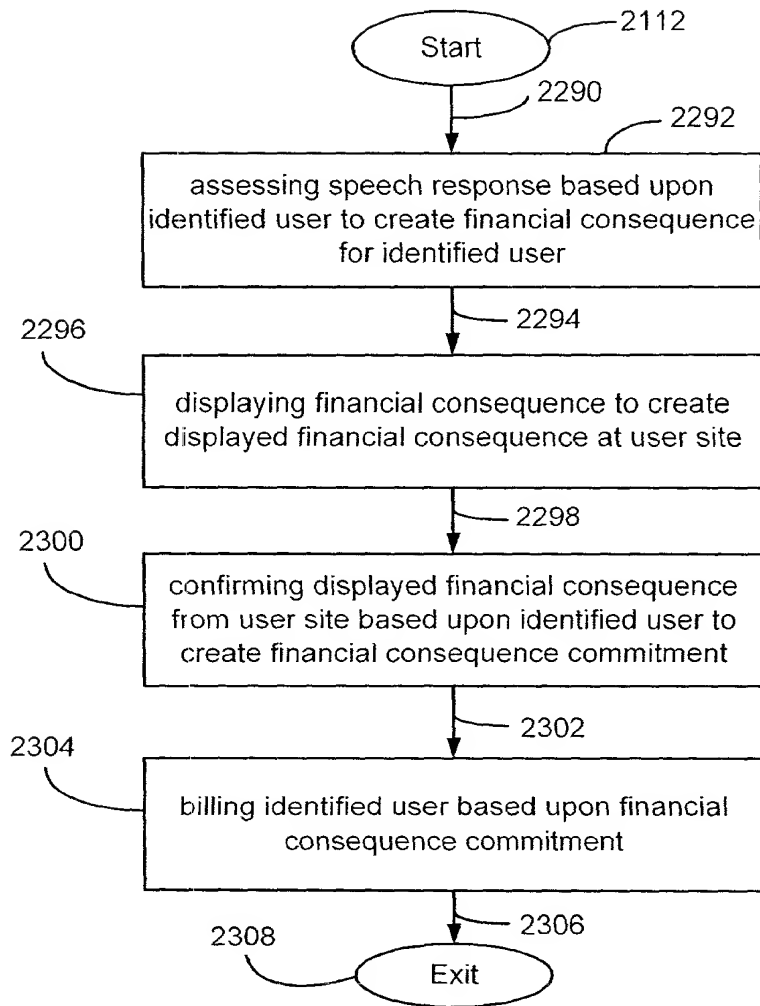 Start
2112
2290
2292
assessing speech response based upon
identified user to create financial consequence
for identified user
2294
2296
displaying financial consequence to create
displayed financial consequence at user site
2298
2300
confirming displayed financial consequence
from user site based upon identified user to
create financial consequence commitment
2302
2304
billing identified user based upon financial
consequence commitment
2306
2308
Exit